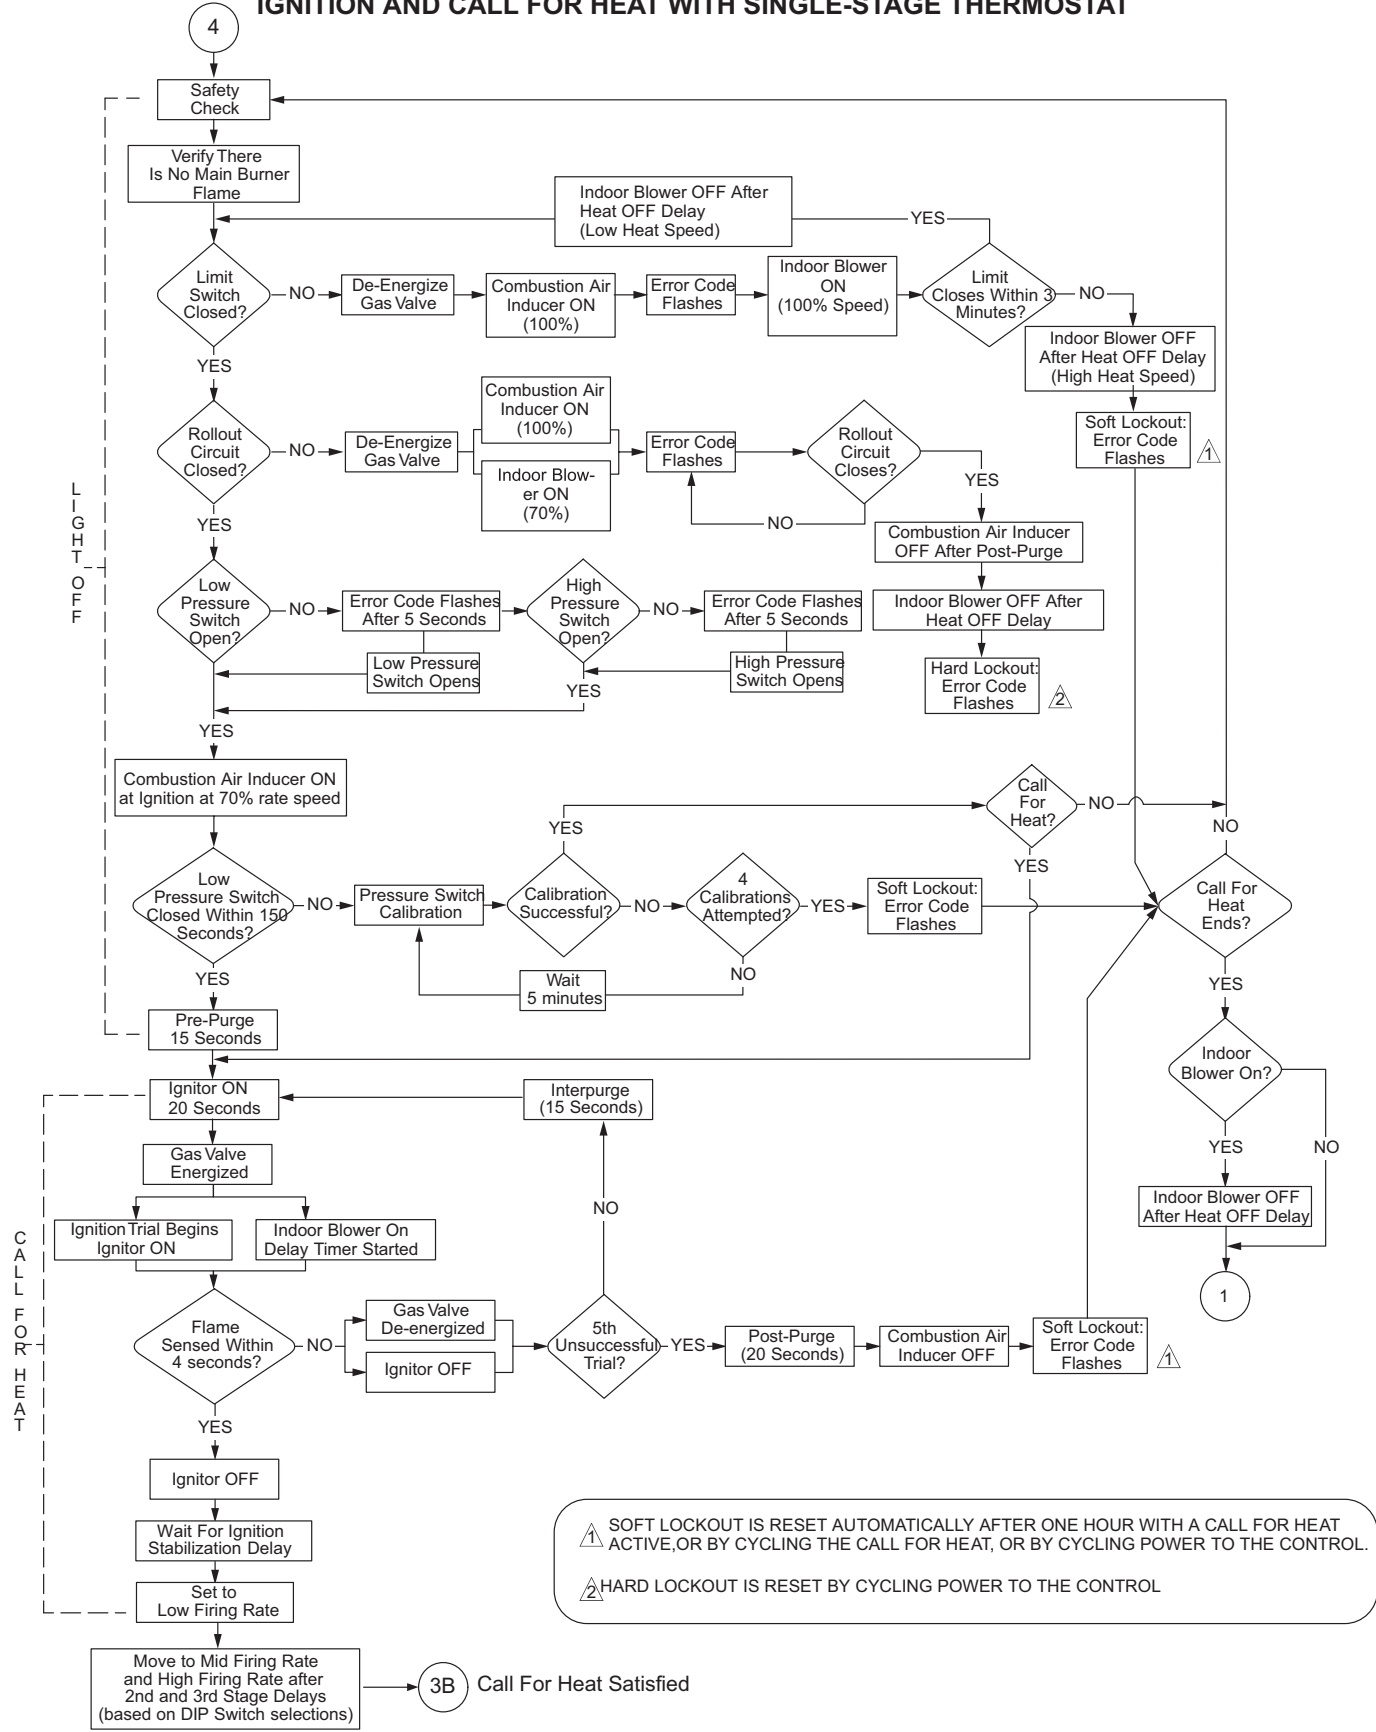 IGNITION AND CALL FOR HEAT WITH SINGLE-STAGE THERMOSTAT
4
Safety
Check
Verify There
Is No Main Burner
Flame
Indoor Blower OFF After
Heat OFF Delay
(Low Heat Speed)
YES
Limit
Switch
Closed?
NO
De-Energize
Gas Valve
Combustion Air
Inducer ON
(100%)
Error Code
Flashes
Indoor Blower
ON
(100% Speed)
Limit
Closes Within 3
Minutes?
NO
Indoor Blower OFF
After Heat OFF Delay
(High Heat Speed)
Soft Lockout:
Error Code
Flashes
1
YES
Rollout
Circuit
Closed?
NO
De-Energize
Gas Valve
Combustion Air
Inducer ON
(100%)
Indoor Blow-
er ON
(70%)
Error Code
Flashes
Rollout
Circuit
Closes?
NO
YES
Combustion Air Inducer
OFF After Post-Purge
Indoor Blower OFF After
Heat OFF Delay
Hard Lockout:
Error Code
Flashes
2
LIGHT OFF
YES
Low
Pressure
Switch
Open?
NO
Error Code Flashes
After 5 Seconds
Low Pressure
Switch Opens
High
Pressure
Switch
Open?
NO
Error Code Flashes
After 5 Seconds
High Pressure
Switch Opens
YES
YES
Combustion Air Inducer ON
at Ignition at 70% rate speed
Low
Pressure Switch
Closed Within 150
Seconds?
NO
Pressure Switch
Calibration
Calibration
Successful?
YES
NO
4
Calibrations
Attempted?
YES
NO
Wait
5 minutes
Soft Lockout:
Error Code
Flashes
Call
For
Heat?
NO
YES
NO
Call For
Heat
Ends?
YES
Indoor
Blower On?
YES
NO
Indoor Blower OFF
After Heat OFF Delay
1
YES
Pre-Purge
15 Seconds
Ignitor ON
20 Seconds
Interpurge
(15 Seconds)
Gas Valve
Energized
Ignition Trial Begins
Ignitor ON
Indoor Blower On
Delay Timer Started
CALL FOR HEAT
Flame
Sensed Within
4 seconds?
NO
Gas Valve
De-energized
Ignitor OFF
5th
Unsuccessful
Trial?
NO
YES
Post-Purge
(20 Seconds)
Combustion Air
Inducer OFF
Soft Lockout:
Error Code
Flashes
1
YES
Ignitor OFF
Wait For Ignition
Stabilization Delay
Set to
Low Firing Rate
Move to Mid Firing Rate
and High Firing Rate after
2nd and 3rd Stage Delays
(based on DIP Switch selections)
3B
Call For Heat Satisfied
1 SOFT LOCKOUT IS RESET AUTOMATICALLY AFTER ONE HOUR WITH A CALL FOR HEAT
ACTIVE,OR BY CYCLING THE CALL FOR HEAT, OR BY CYCLING POWER TO THE CONTROL.
2 HARD LOCKOUT IS RESET BY CYCLING POWER TO THE CONTROL